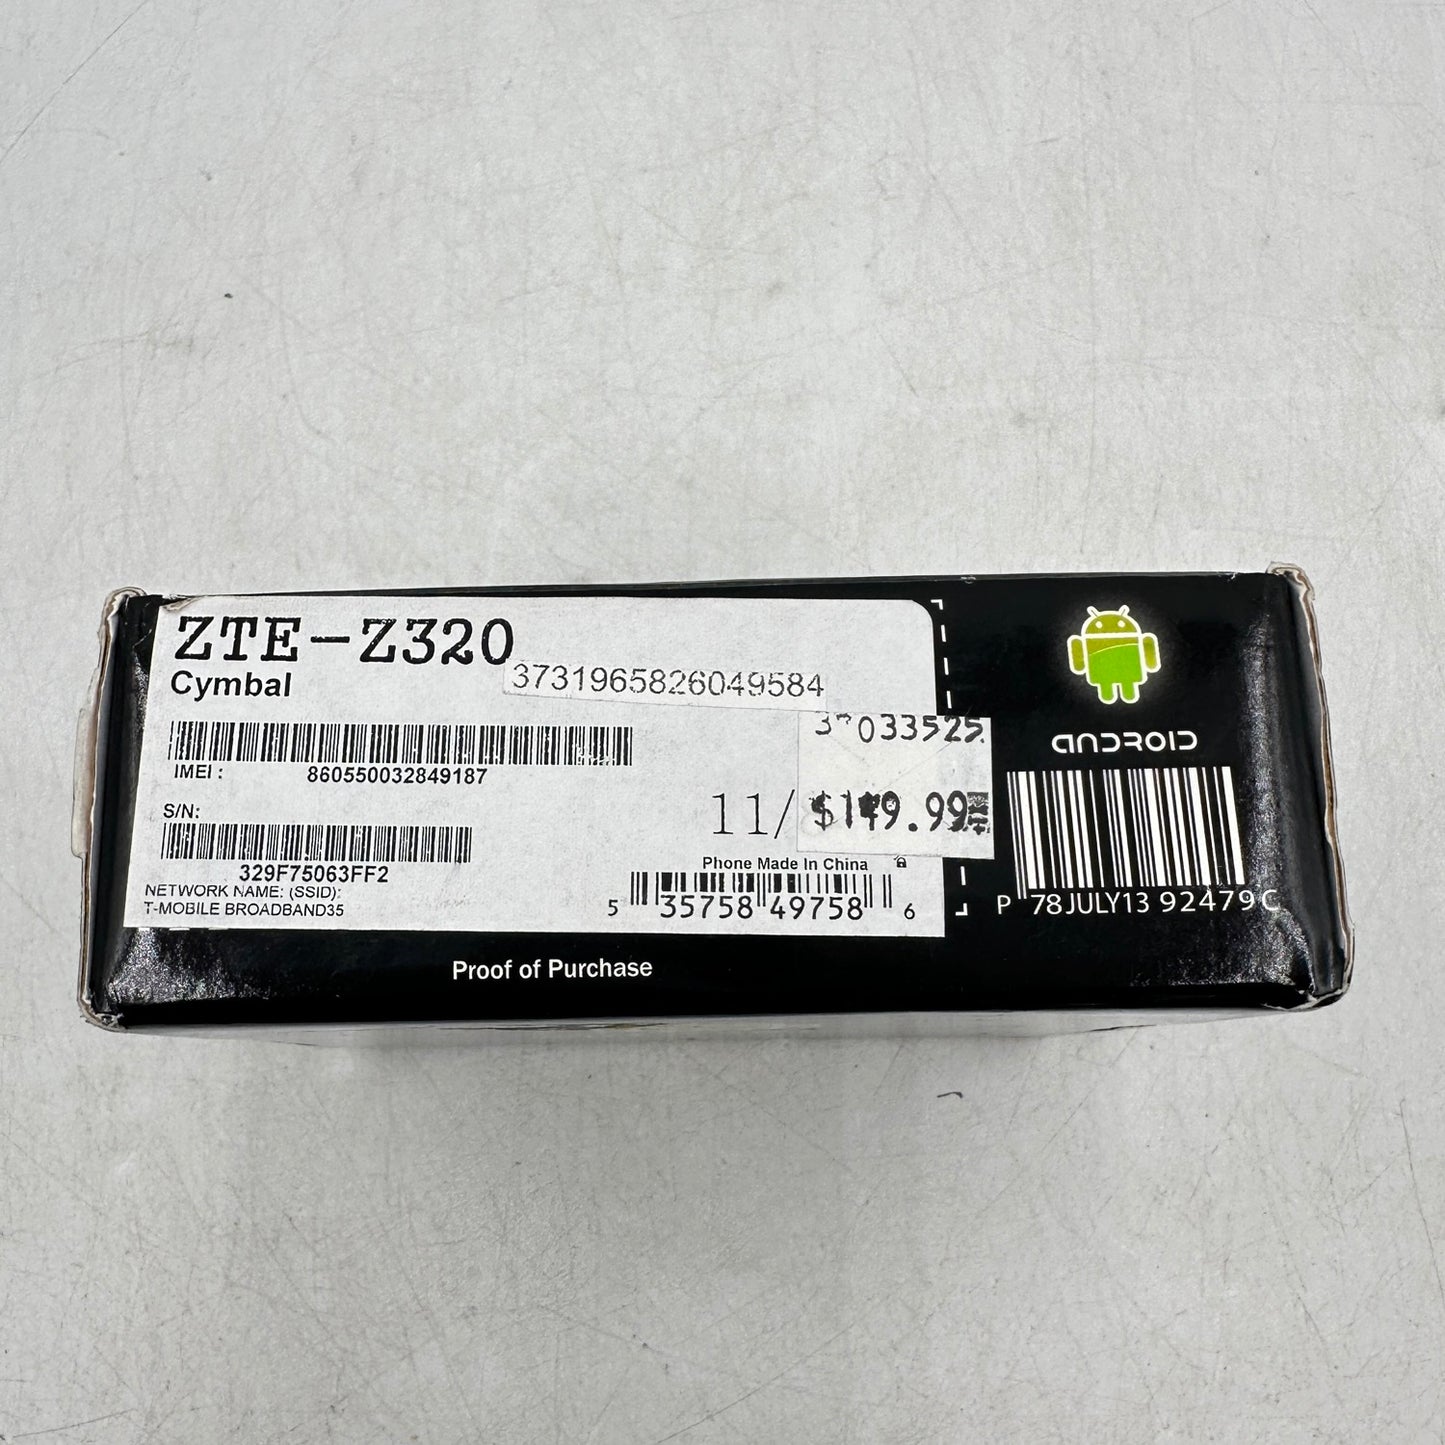 ZTE-Z320
Cymbal
3731965826049584
033525
IMEI : 860550032849187
S/N:
329F75063FF2
NETWORK NAME: (SSID):
T-MOBILE BROADBAND35
11/
Phone Made In China
5 35758 49758 6
Proof of Purchase
ANDROID
P 78JULY13 92479 C